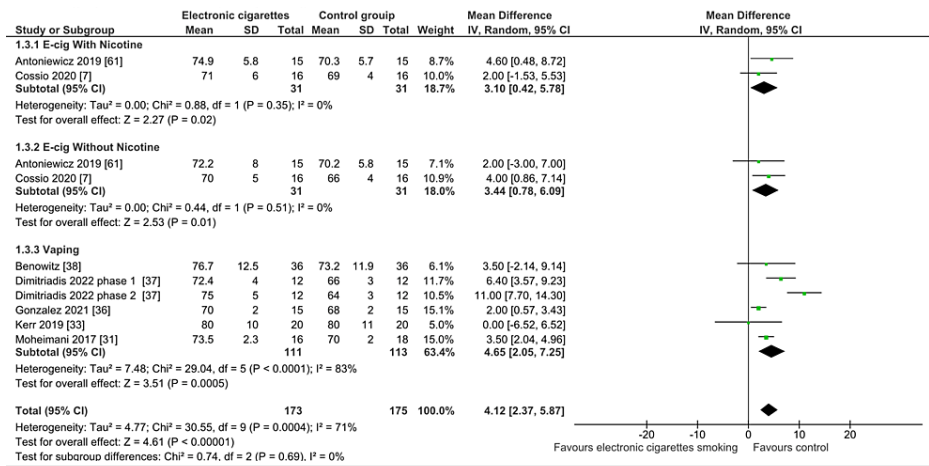 Electronic cigarettes Control grouip Mean Difference Mean Difference
Study or Subgroup Mean SD Total Mean SD Total Weight IV, Random, 95% CI IV, Random, 95% CI
1.3.1 E-cig With Nicotine
Antoniewicz 2019 [61] 74.9 5.8 15 70.3 5.7 15 8.7% 4.60 [0.48, 8.72]
Cossio 2020 [7] 71 6 16 69 4 16 10.0% 2.00 [-1.53, 5.53]
Subtotal (95% CI) 31 31 18.7% 3.10 [0.42, 5.78]
Heterogeneity: Tau² = 0.00; Chi² = 0.88, df = 1 (P = 0.35); I² = 0%
Test for overall effect: Z = 2.27 (P = 0.02)
1.3.2 E-cig Without Nicotine
Antoniewicz 2019 [61] 72.2 8 15 70.2 5.8 15 7.1% 2.00 [-3.00, 7.00]
Cossio 2020 [7] 70 5 16 66 4 16 10.9% 4.00 [0.86, 7.14]
Subtotal (95% CI) 31 31 18.0% 3.44 [0.78, 6.09]
Heterogeneity: Tau² = 0.00; Chi² = 0.44, df = 1 (P = 0.51); I² = 0%
Test for overall effect: Z = 2.53 (P = 0.01)
1.3.3 Vaping
Benowitz [38] 76.7 12.5 36 73.2 11.9 36 6.1% 3.50 [-2.14, 9.14]
Dimitriadis 2022 phase 1 [37] 72.4 4 12 66 3 12 11.7% 6.40 [3.57, 9.23]
Dimitriadis 2022 phase 2 [37] 75 5 12 64 3 12 10.5% 11.00 [7.70, 14.30]
Gonzalez 2021 [36] 70 2 15 68 2 15 15.1% 2.00 [0.57, 3.43]
Kerr 2019 [33] 80 10 20 80 11 20 5.0% 0.00 [-6.52, 6.52]
Moheimani 2017 [31] 73.5 2.3 16 70 2 18 15.0% 3.50 [2.04, 4.96]
Subtotal (95% CI) 111 113 63.4% 4.65 [2.05, 7.25]
Heterogeneity: Tau² = 7.48; Chi² = 29.04, df = 5 (P < 0.0001); I² = 83%
Test for overall effect: Z = 3.51 (P = 0.0005)
Total (95% CI) 173 175 100.0% 4.12 [2.37, 5.87]
Heterogeneity: Tau² = 4.77; Chi² = 30.55, df = 9 (P = 0.0004); I² = 71%
Test for overall effect: Z = 4.61 (P < 0.00001)
Test for subgroup differences: Chi² = 0.74, df = 2 (P = 0.69), I² = 0%
-20 -10 0 10 20
Favours electronic cigarettes smoking Favours control